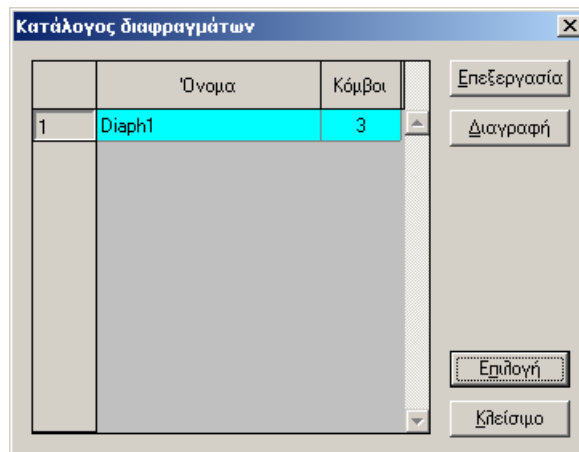 Κατάλογος διαφραγμάτων
Όνομα Κόμβοι
1 Diaph1 3
Επεξεργασία
Διαγραφή
Επιλογή
Κλείσιμο